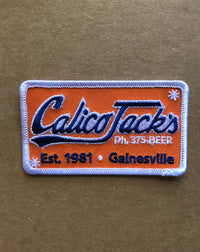 Calico Jack's
Ph. 375-BEER
Est. 1981 • Gainesville